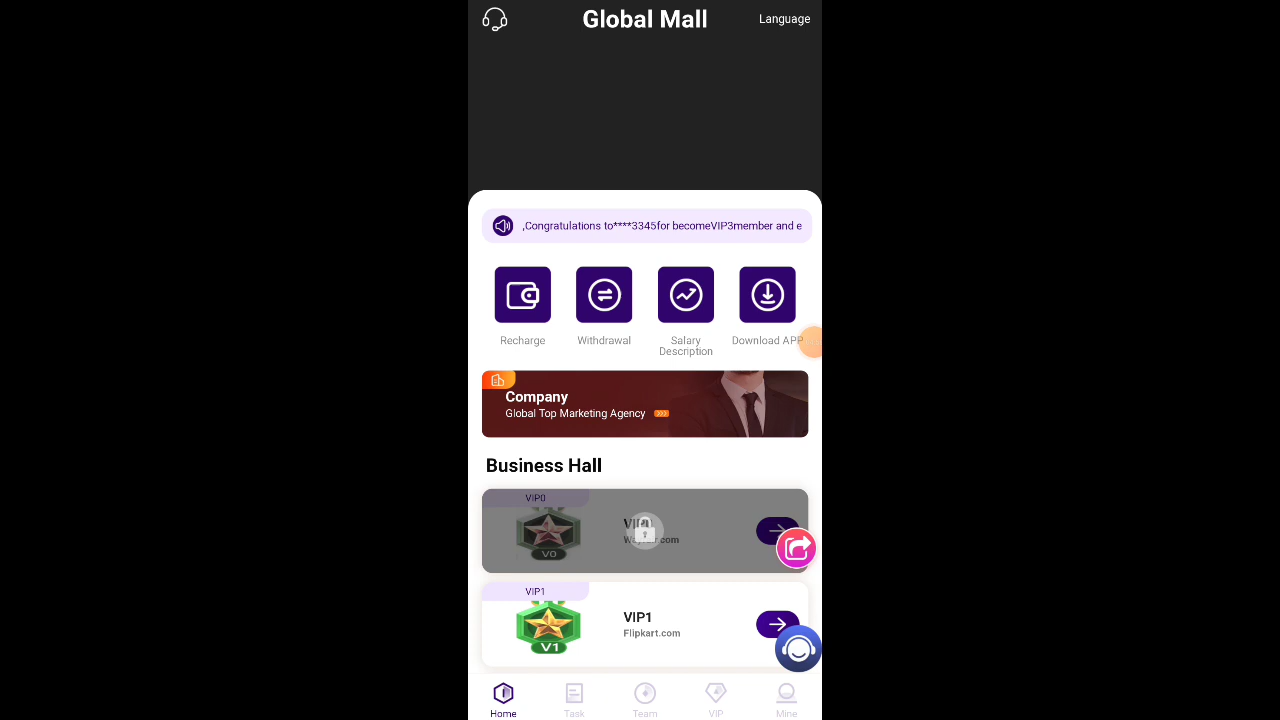 Global Mall
Language
,Congratulations to****3345for becomeVIP3member and e
Recharge
Withdrawal
Salary
Description
Download APP
Company
Global Top Marketing Agency
Business Hall
VIP0
V0
VIP1
VIP1
Flipkart.com
V1
Home
Task
Team
VIP
Mine